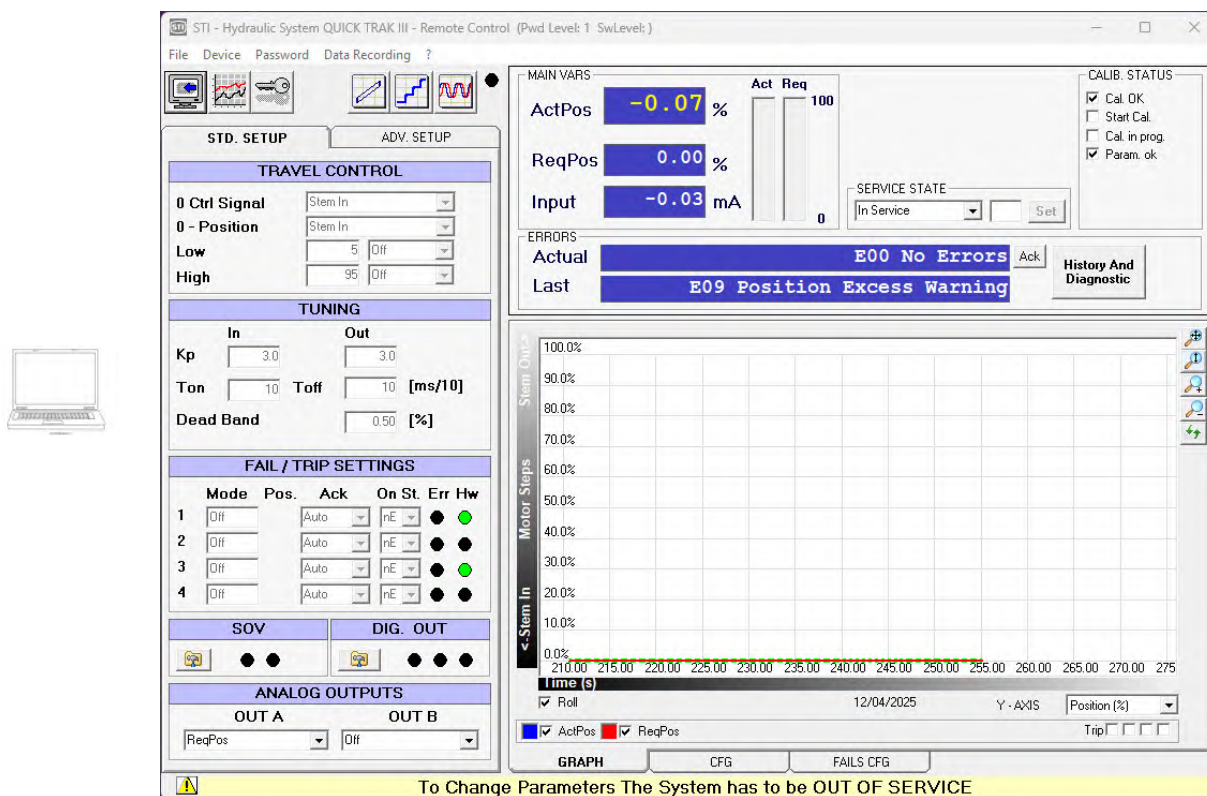 STI - Hydraulic System QUICK TRAK III - Remote Control (Pwd Level: 1 SwLevel: )
File Device Password Data Recording ?
STD. SETUP ADV. SETUP
TRAVEL CONTROL
0 Ctrl Signal Stem In
0 - Position Stem In
Low 5 Off
High 95 Off
TUNING
In Out
Kp 3.0 3.0
Ton 10 Toff 10 [ms/10]
Dead Band 0.50 [%]
FAIL / TRIP SETTINGS
Mode Pos. Ack On St. Err Hw
1 Off Auto nE
2 Off Auto nE
3 Off Auto nE
4 Off Auto nE
SOV DIG. OUT
ANALOG OUTPUTS
OUT A OUT B
ReqPos Off
MAIN VARS
Act Req
ActPos -0.07 %
100
ReqPos 0.00 %
Input -0.03 mA
0
SERVICE STATE
In Service Set
CALIB. STATUS
Cal. OK
Start Cal.
Cal. in prog.
Param. ok
ERRORS
Actual E00 No Errors Ack
Last E09 Position Excess Warning
History And
Diagnostic
<-Stem In Motor Steps Stem Out->
100.0%
90.0%
80.0%
70.0%
60.0%
50.0%
40.0%
30.0%
20.0%
10.0%
0.0%
210.00 215.00 220.00 225.00 230.00 235.00 240.00 245.00 250.00 255.00 260.00 265.00 270.00 275
Time (s)
Roll 12/04/2025 Y - AXIS Position (%)
ActPos ReqPos Trip
GRAPH CFG FAILS CFG
To Change Parameters The System has to be OUT OF SERVICE